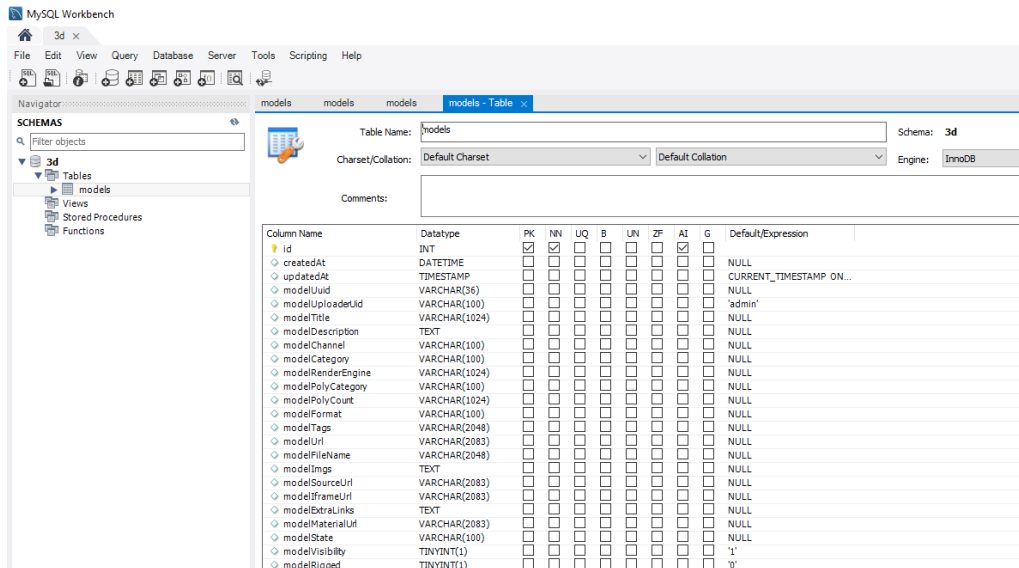 MySQL Workbench
3d ×
File Edit View Query Database Server Tools Scripting Help
Navigator
models models models models - Table ×
SCHEMAS
Filter objects
3d
Tables
models
Views
Stored Procedures
Functions
Table Name: models Schema: 3d
Charset/Collation: Default Charset Default Collation Engine: InnoDB
Comments:
Column Name Datatype PK NN UQ B UN ZF AI G Default/Expression
id INT
createdAt DATETIME NULL
updatedAt TIMESTAMP CURRENT_TIMESTAMP ON...
modelUuid VARCHAR(36) NULL
modelUploaderUid VARCHAR(100) 'admin'
modelTitle VARCHAR(1024) NULL
modelDescription TEXT NULL
modelChannel VARCHAR(100) NULL
modelCategory VARCHAR(100) NULL
modelRenderEngine VARCHAR(1024) NULL
modelPolyCategory VARCHAR(100) NULL
modelPolyCount VARCHAR(1024) NULL
modelFormat VARCHAR(100) NULL
modelTags VARCHAR(2048) NULL
modelUrl VARCHAR(2083) NULL
modelFileName VARCHAR(2048) NULL
modelImgs TEXT NULL
modelSourceUrl VARCHAR(2083) NULL
modelIframeUrl VARCHAR(2083) NULL
modelExtraLinks TEXT NULL
modelMaterialUrl VARCHAR(2083) NULL
modelState VARCHAR(100) NULL
modelVisibility TINYINT(1) '1'
modelRigged TINYINT(1) '0'